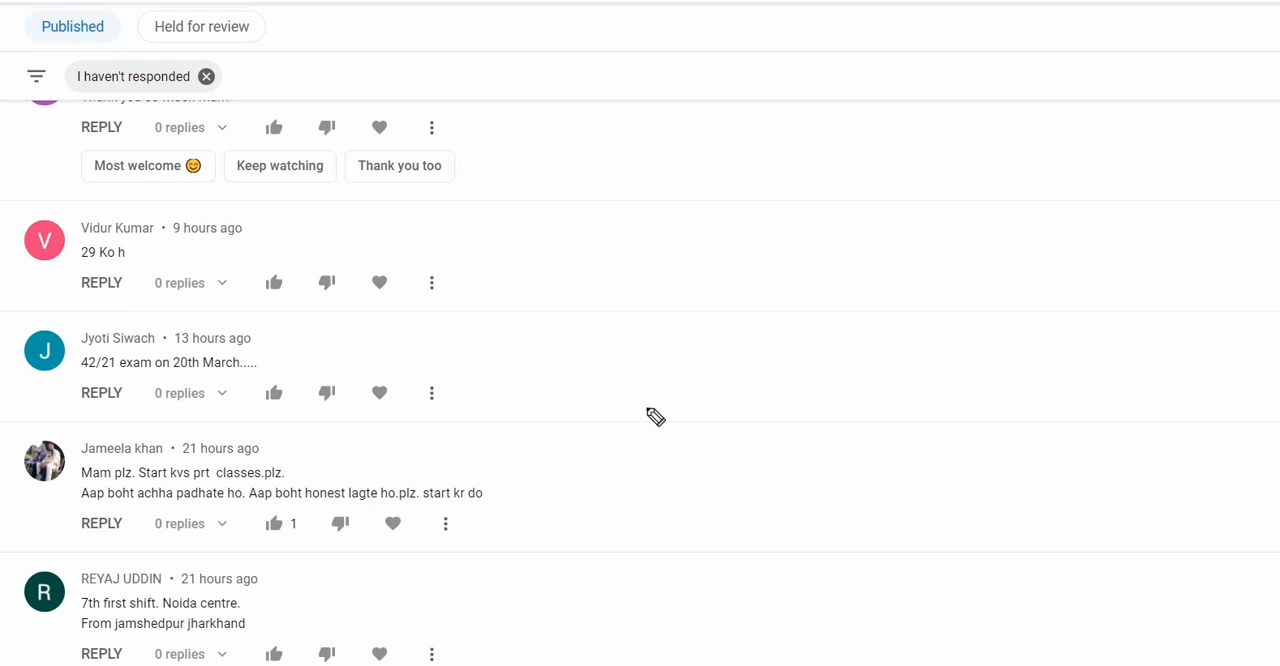 Published
Held for review
I haven't responded
REPLY 0 replies
Most welcome 😊 Keep watching Thank you too
V
Vidur Kumar • 9 hours ago
29 Ko h
REPLY 0 replies
J
Jyoti Siwach • 13 hours ago
42/21 exam on 20th March.....
REPLY 0 replies
Jameela khan • 21 hours ago
Mam plz. Start kvs prt classes.plz.
Aap boht achha padhate ho. Aap boht honest lagte ho.plz. start kr do
REPLY 0 replies 1
R
REYAJ UDDIN • 21 hours ago
7th first shift. Noida centre.
From jamshedpur jharkhand
REPLY 0 replies